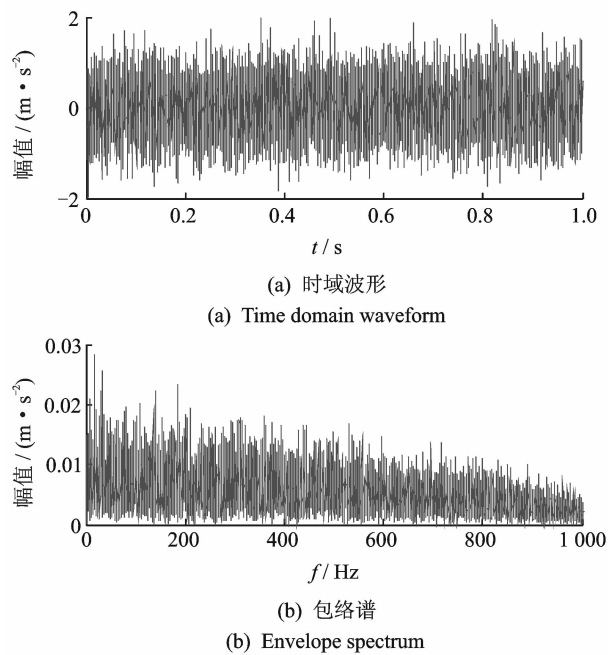 2
0
−2
幅值 / (m • s⁻²)
0 0.2 0.4 0.6 0.8 1.0
t / s
(a) 时域波形
(a) Time domain waveform
0.03
0.02
0.01
0
幅值 / (m • s⁻²)
0 200 400 600 800 1 000
f / Hz
(b) 包络谱
(b) Envelope spectrum